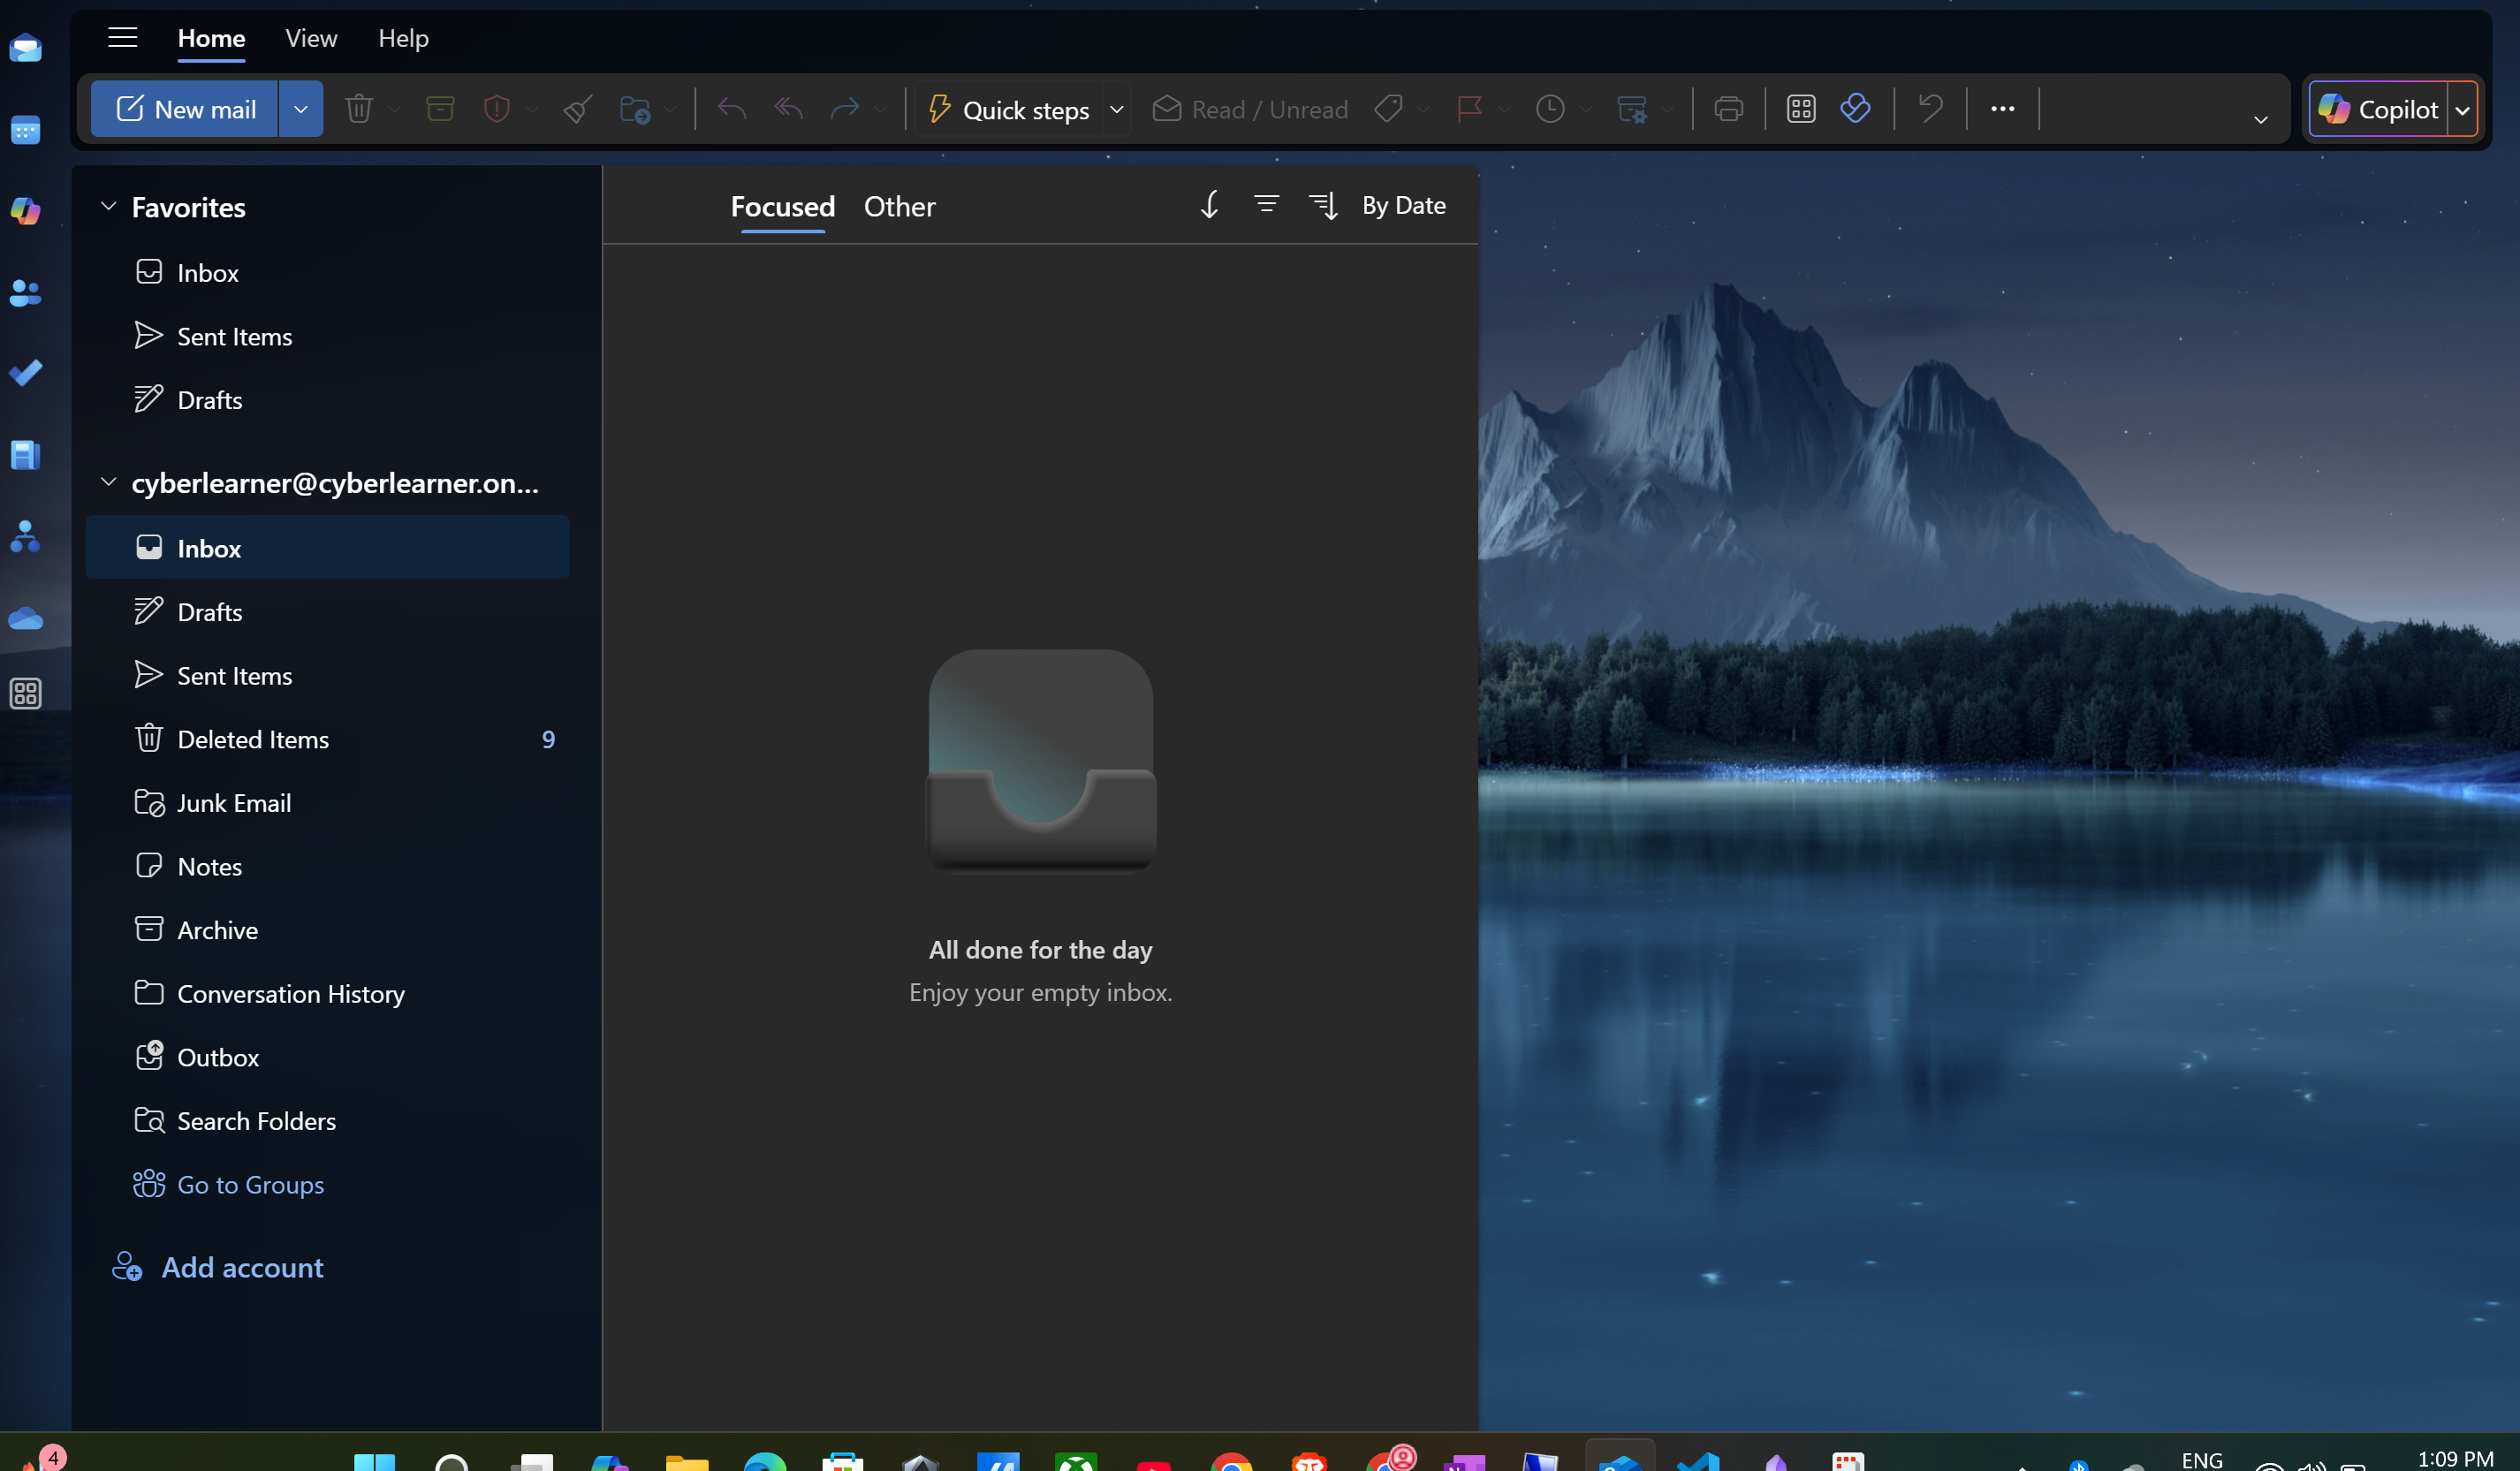 Home View Help
New mail Quick steps Read / Unread Copilot
Favorites
Inbox
Sent Items
Drafts
cyberlearner@cyberlearner.on...
Inbox
Drafts
Sent Items
Deleted Items 9
Junk Email
Notes
Archive
Conversation History
Outbox
Search Folders
Go to Groups
Add account
Focused Other By Date
All done for the day
Enjoy your empty inbox.
4
ENG 1:09 PM